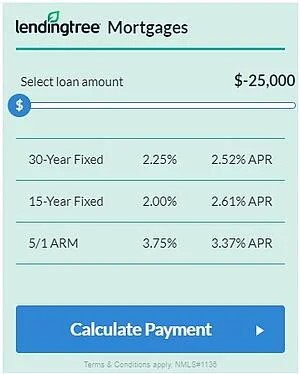 lendingtree Mortgages
Select loan amount $-25,000
$
30-Year Fixed 2.25% 2.52% APR
15-Year Fixed 2.00% 2.61% APR
5/1 ARM 3.75% 3.37% APR
Calculate Payment
Terms & Conditions apply. NMLS#1136